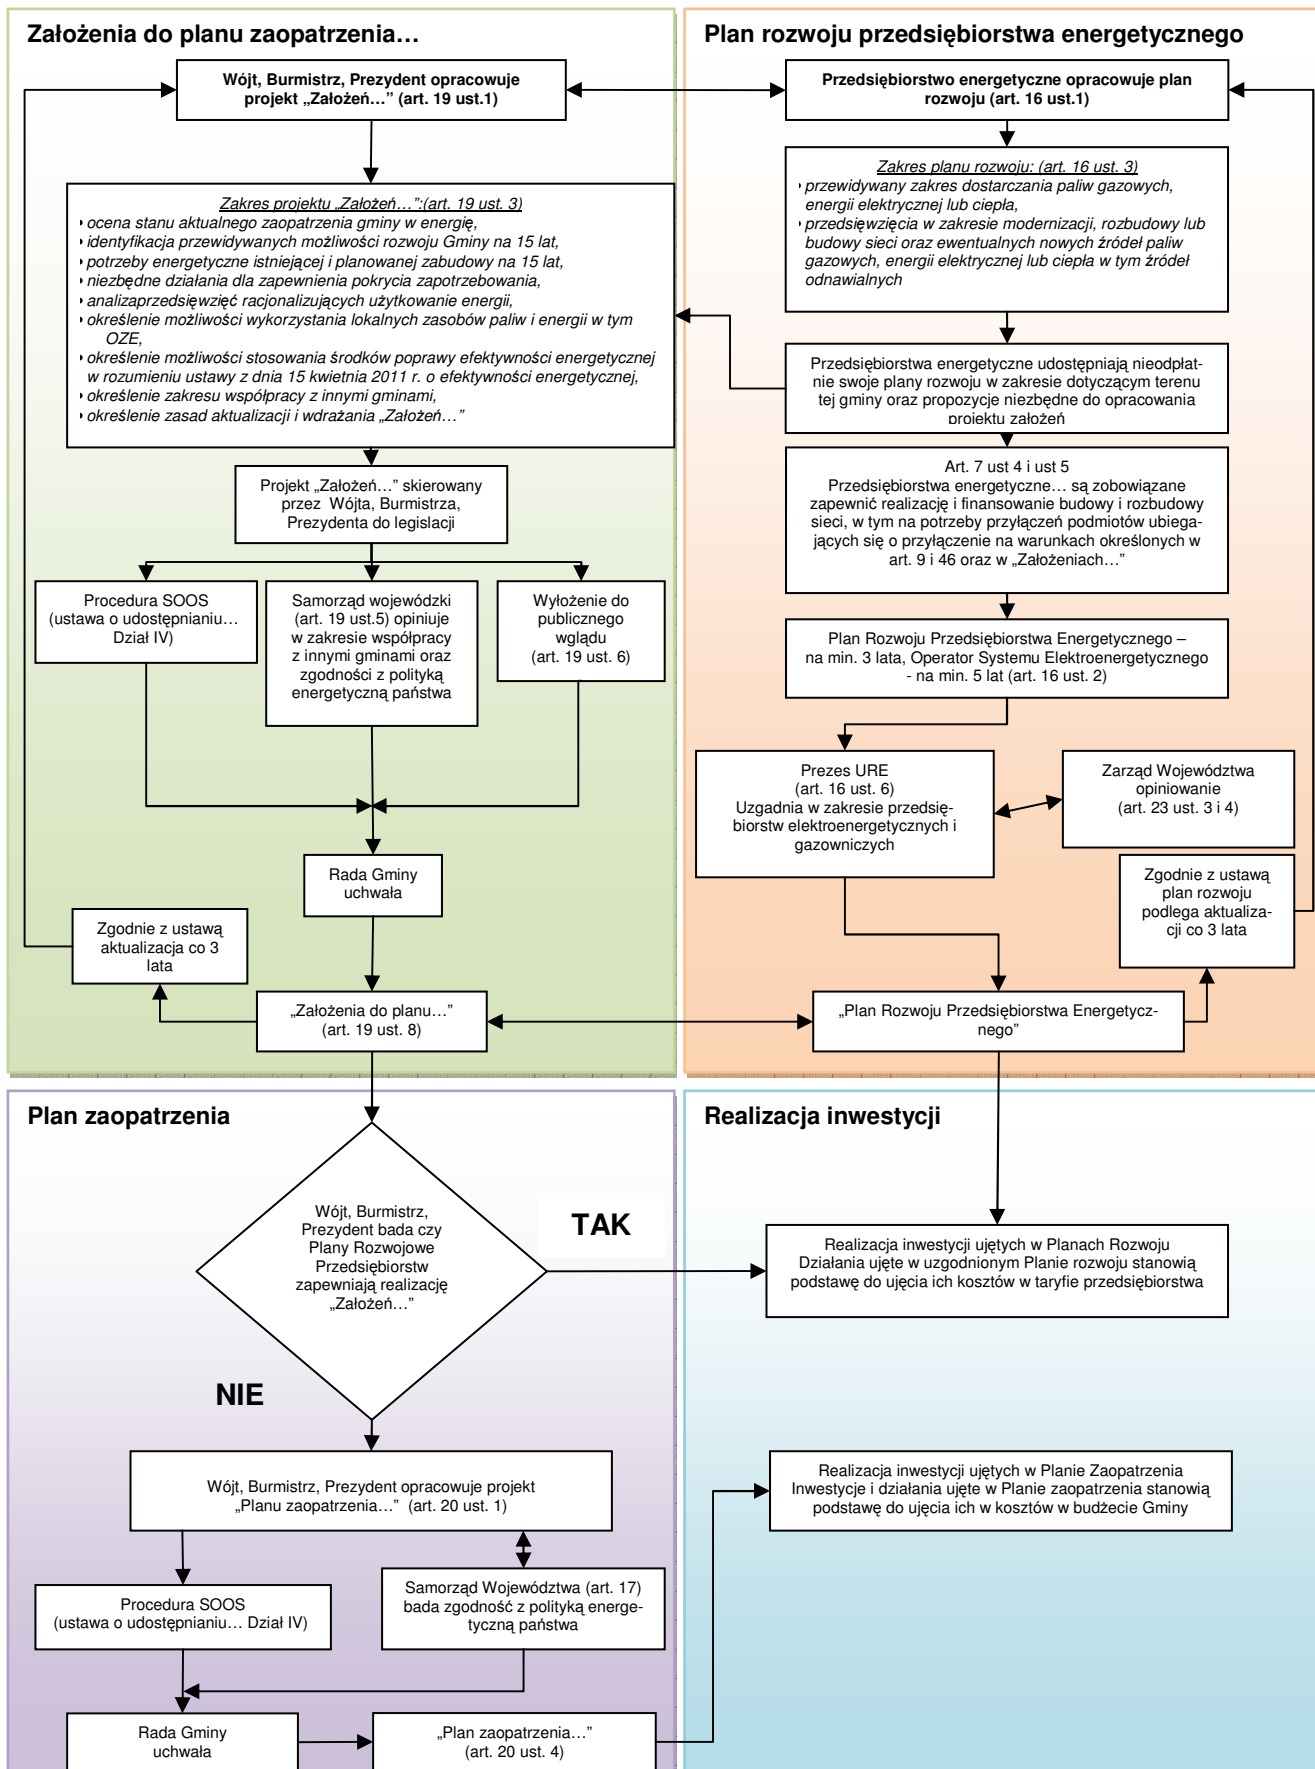 Założenia do planu zaopatrzenia…
Wójt, Burmistrz, Prezydent opracowuje
projekt „Założeń…” (art. 19 ust.1)
Zakres projektu „Założeń…”:(art. 19 ust. 3)
ocena stanu aktualnego zaopatrzenia gminy w energię,
identyfikacja przewidywanych możliwości rozwoju Gminy na 15 lat,
potrzeby energetyczne istniejącej i planowanej zabudowy na 15 lat,
niezbędne działania dla zapewnienia pokrycia zapotrzebowania,
analizaprzedsięwzięć racjonalizujących użytkowanie energii,
określenie możliwości wykorzystania lokalnych zasobów paliw i energii w tym
OZE,
określenie możliwości stosowania środków poprawy efektywności energetycznej
w rozumieniu ustawy z dnia 15 kwietnia 2011 r. o efektywności energetycznej,
określenie zakresu współpracy z innymi gminami,
określenie zasad aktualizacji i wdrażania „Założeń…”
Projekt „Założeń…” skierowany
przez Wójta, Burmistrza,
Prezydenta do legislacji
Procedura SOOS
(ustawa o udostępnianiu…
Dział IV)
Samorząd wojewódzki
(art. 19 ust.5) opiniuje
w zakresie współpracy
z innymi gminami oraz
zgodności z polityką
energetyczną państwa
Wyłożenie do
publicznego
wglądu
(art. 19 ust. 6)
Rada Gminy
uchwała
Zgodnie z ustawą
aktualizacja co 3
lata
„Założenia do planu…”
(art. 19 ust. 8)
Plan rozwoju przedsiębiorstwa energetycznego
Przedsiębiorstwo energetyczne opracowuje plan
rozwoju (art. 16 ust.1)
Zakres planu rozwoju: (art. 16 ust. 3)
przewidywany zakres dostarczania paliw gazowych,
energii elektrycznej lub ciepła,
przedsięwzięcia w zakresie modernizacji, rozbudowy lub
budowy sieci oraz ewentualnych nowych źródeł paliw
gazowych, energii elektrycznej lub ciepła w tym źródeł
odnawialnych
Przedsiębiorstwa energetyczne udostępniają nieodpłat-
nie swoje plany rozwoju w zakresie dotyczącym terenu
tej gminy oraz propozycje niezbędne do opracowania
projektu założeń
Art. 7 ust 4 i ust 5
Przedsiębiorstwa energetyczne… są zobowiązane
zapewnić realizację i finansowanie budowy i rozbudowy
sieci, w tym na potrzeby przyłączeń podmiotów ubiega-
jących się o przyłączenie na warunkach określonych w
art. 9 i 46 oraz w „Założeniach…”
Plan Rozwoju Przedsiębiorstwa Energetycznego –
na min. 3 lata, Operator Systemu Elektroenergetycznego
- na min. 5 lat (art. 16 ust. 2)
Prezes URE
(art. 16 ust. 6)
Uzgadnia w zakresie przedsię-
biorstw elektroenergetycznych i
gazowniczych
Zarząd Województwa
opiniowanie
(art. 23 ust. 3 i 4)
Zgodnie z ustawą
plan rozwoju
podlega aktualiza-
cji co 3 lata
„Plan Rozwoju Przedsiębiorstwa Energetycz-
nego”
Plan zaopatrzenia
Wójt, Burmistrz,
Prezydent bada czy
Plany Rozwojowe
Przedsiębiorstw
zapewniają realizację
„Założeń…”
TAK
NIE
Wójt, Burmistrz, Prezydent opracowuje projekt
„Planu zaopatrzenia…” (art. 20 ust. 1)
Procedura SOOS
(ustawa o udostępnianiu… Dział IV)
Samorząd Województwa (art. 17)
bada zgodność z polityką energe-
tyczną państwa
Rada Gminy
uchwała
„Plan zaopatrzenia…”
(art. 20 ust. 4)
Realizacja inwestycji
Realizacja inwestycji ujętych w Planach Rozwoju
Działania ujęte w uzgodnionym Planie rozwoju stanowią
podstawę do ujęcia ich kosztów w taryfie przedsiębiorstwa
Realizacja inwestycji ujętych w Planie Zaopatrzenia
Inwestycje i działania ujęte w Planie zaopatrzenia stanowią
podstawę do ujęcia ich w kosztów w budżecie Gminy